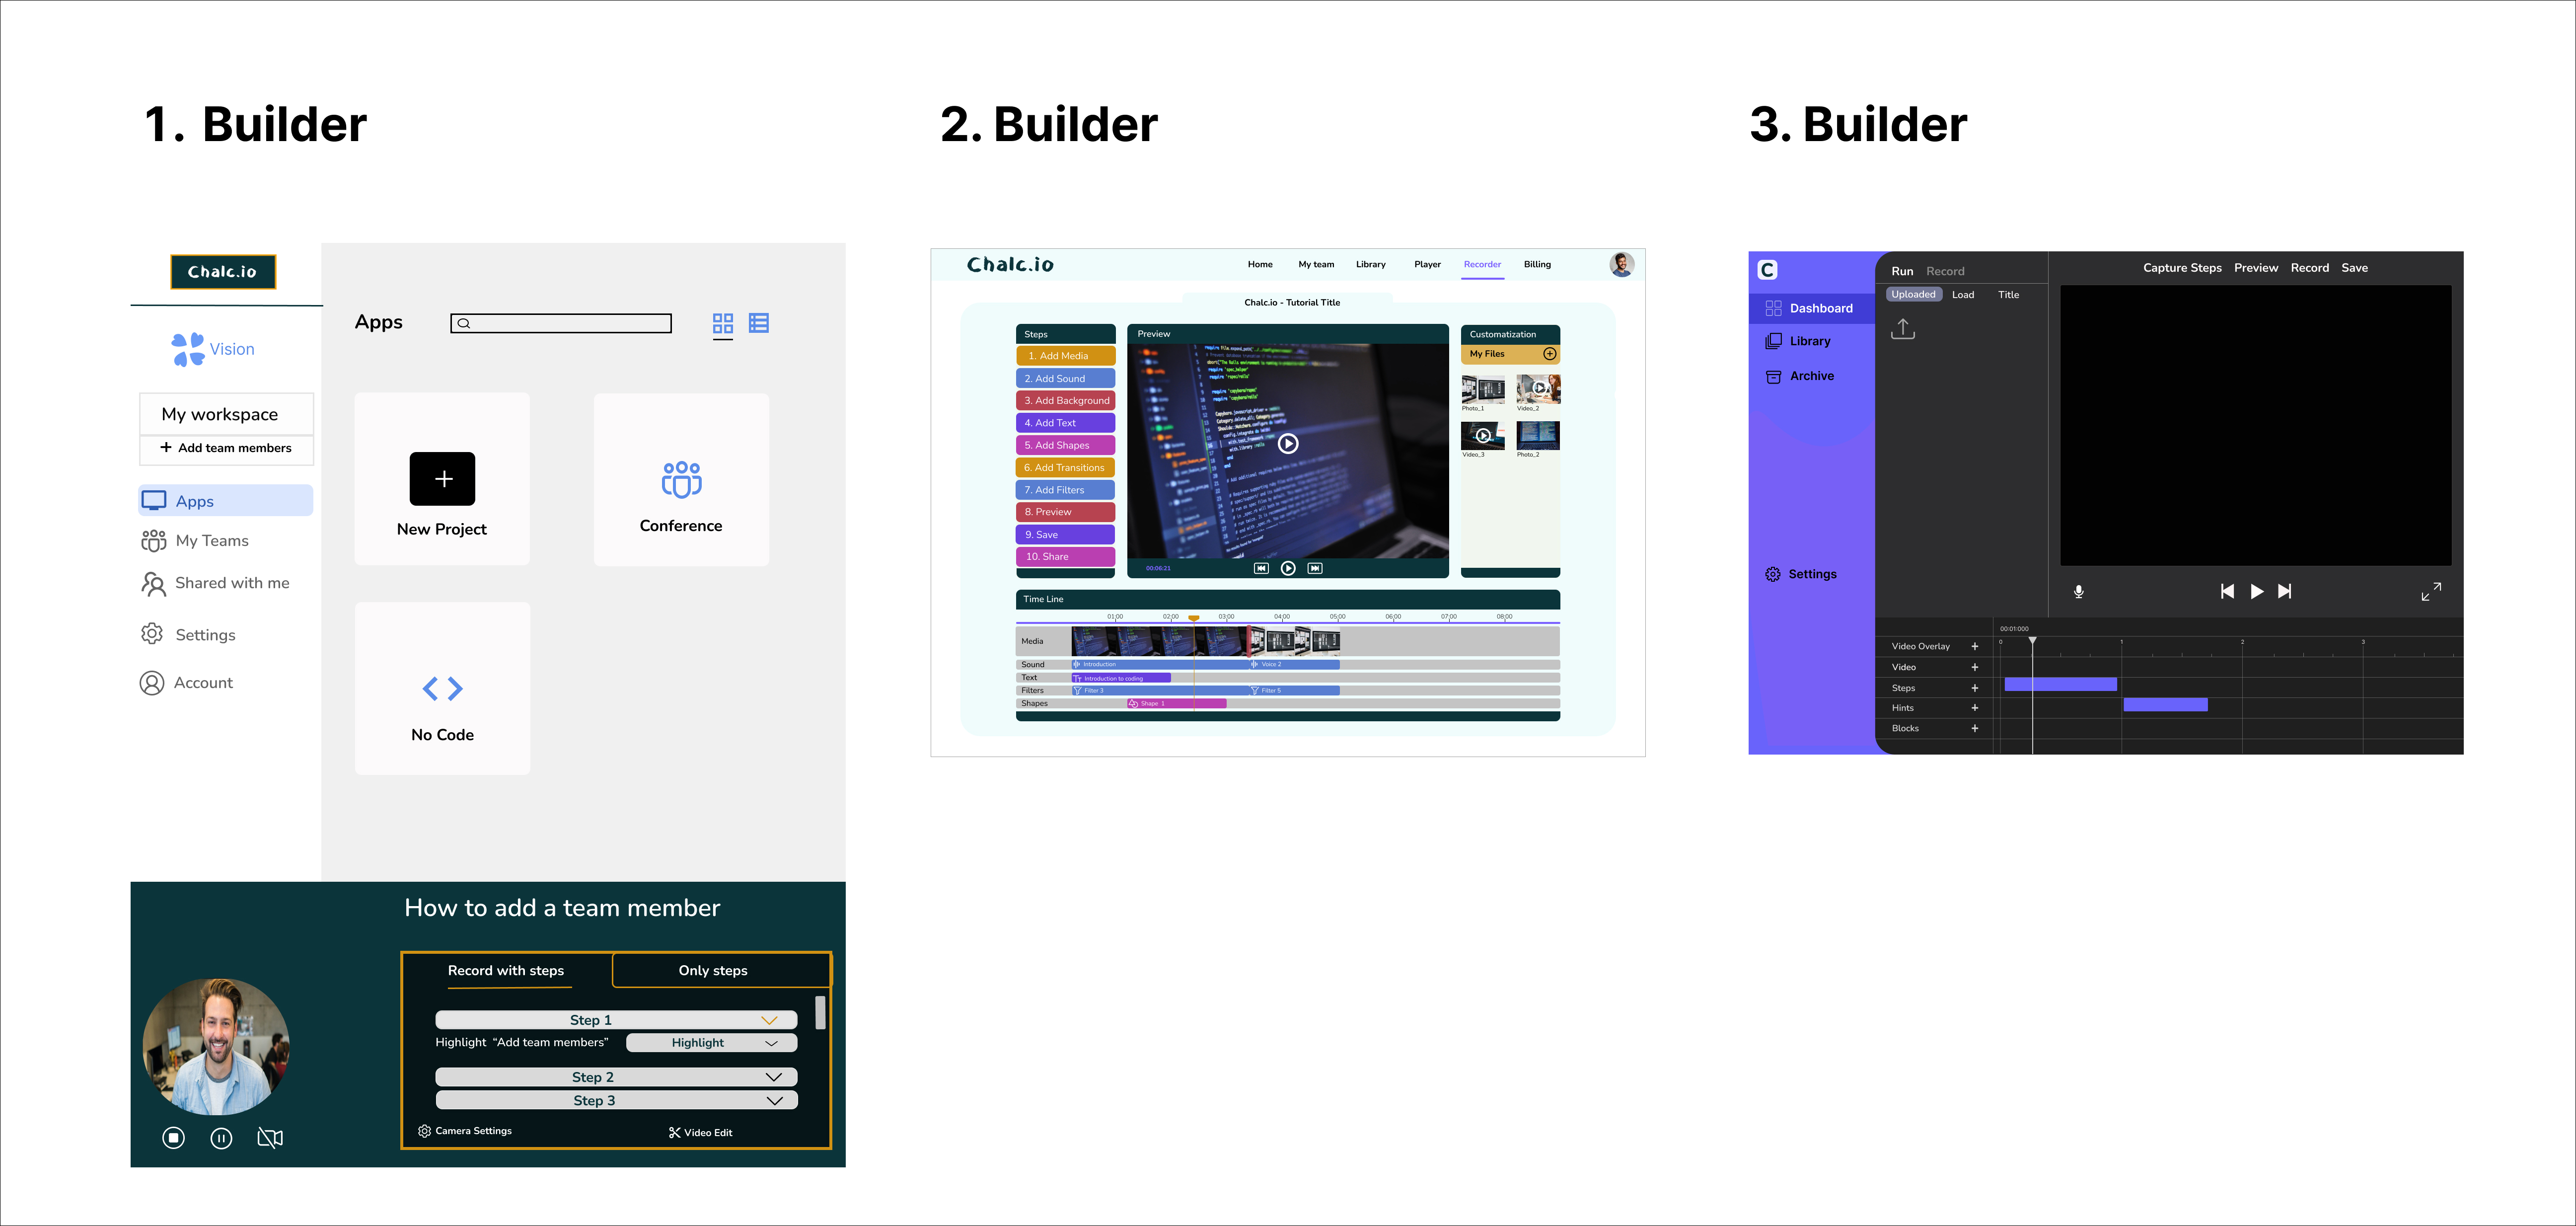 1. Builder
Chalc.io
Vision
My workspace
+ Add team members
Apps
My Teams
Shared with me
Settings
Account
Apps
New Project
Conference
No Code
How to add a team member
Record with steps
Only steps
Step 1
Highlight “Add team members”
Highlight
Step 2
Step 3
Camera Settings
Video Edit
2. Builder
Chalc.io
Home
My team
Library
Player
Recorder
Billing
Chalc.io - Tutorial Title
Steps
1. Add Media
2. Add Sound
3. Add Background
4. Add Text
5. Add Shapes
6. Add Transitions
7. Add Filters
8. Preview
9. Save
10. Share
Preview
00:06:21
Customatization
My Files
Photo_1
Video_2
Video_3
Photo_2
Time Line
01:00
02:00
03:00
04:00
05:00
06:00
07:00
08:00
Media
Sound
Introduction
Voice 2
Text
Introduction to coding
Filters
Filter 3
Filter 5
Shapes
Shape 1
3. Builder
C
Dashboard
Library
Archive
Settings
Run
Record
Uploaded
Load
Title
Capture Steps
Preview
Record
Save
00:01:000
0
1
2
3
Video Overlay +
Video +
Steps +
Hints +
Blocks +